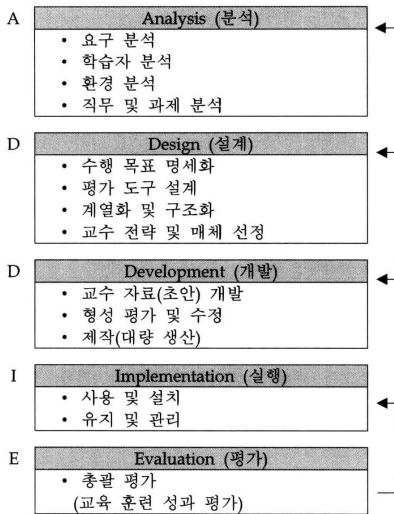 A
Analysis (분석)
• 요구 분석
• 학습자 분석
• 환경 분석
• 직무 및 과제 분석
D
Design (설계)
• 수행 목표 명세화
• 평가 도구 설계
• 계열화 및 구조화
• 교수 전략 및 매체 선정
D
Development (개발)
• 교수 자료(초안) 개발
• 형성 평가 및 수정
• 제작(대량 생산)
I
Implementation (실행)
• 사용 및 설치
• 유지 및 관리
E
Evaluation (평가)
• 총괄 평가
(교육 훈련 성과 평가)